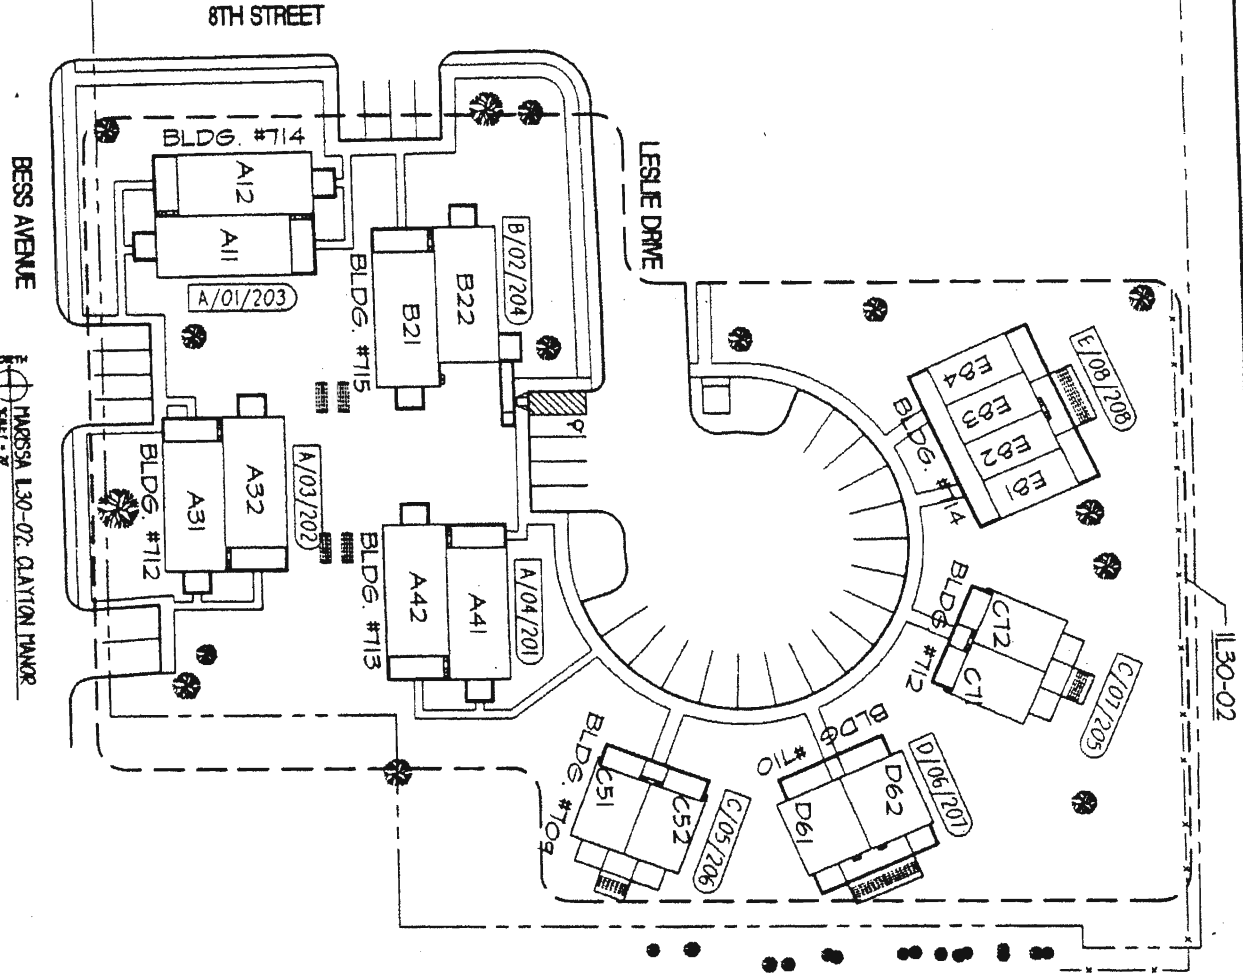 8TH STREET
BLDG. #714
A12
A11
A/01/203
BESS AVENUE
LESLIE DRIVE
B/02/204
B22
B21
BLDG. #715
E/08/208
E84
E83
E82
E81
BLDG. #714
MARISSA IL30-02: CLAYTON MANOR
A/03/202
A32
A31
BLDG. #712
BLDG. #713
A42
A41
A/04/201
BLDG #712
C72
C71
C/07/205
IL30-02
BLDG. #709
C51
C52
C/05/206
BLDG #710
D61
D62
D/06/207